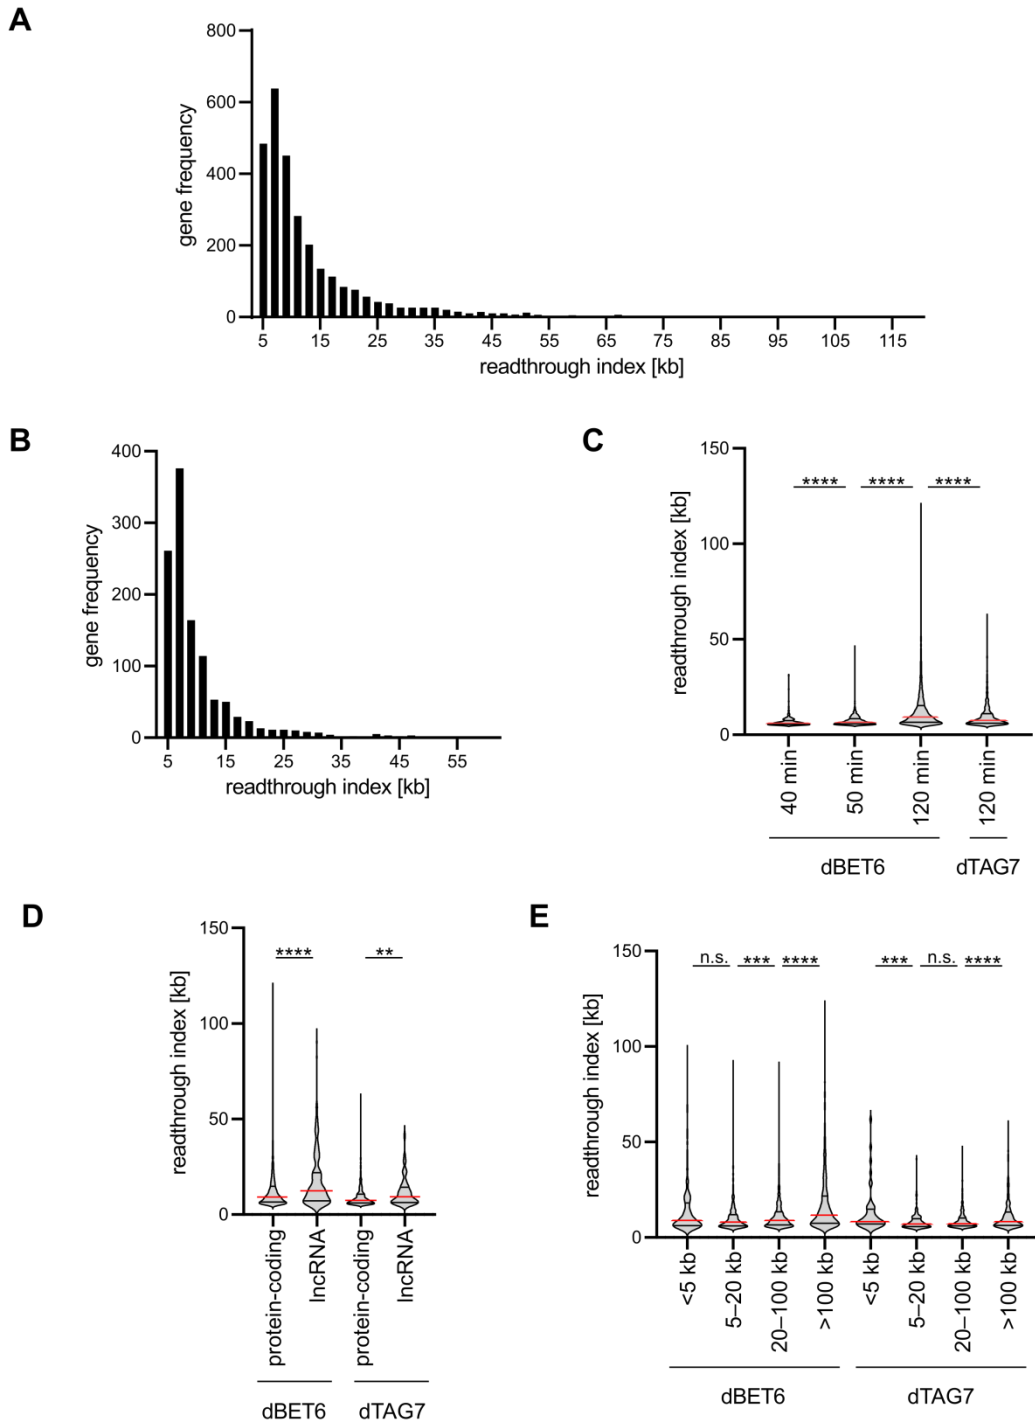 A
800
600
400
200
0
gene frequency
5 15 25 35 45 55 65 75 85 95 105 115
readthrough index [kb]
B
400
300
200
100
0
gene frequency
5 15 25 35 45 55
readthrough index [kb]
C
150
100
50
0
readthrough index [kb]
**** **** ****
40 min 50 min 120 min 120 min
dBET6 dTAG7
D
150
100
50
0
readthrough index [kb]
**** **
protein-coding lncRNA protein-coding lncRNA
dBET6 dTAG7
E
150
100
50
0
readthrough index [kb]
n.s. *** **** *** n.s. ****
<5 kb 5–20 kb 20–100 kb >100 kb <5 kb 5–20 kb 20–100 kb >100 kb
dBET6 dTAG7